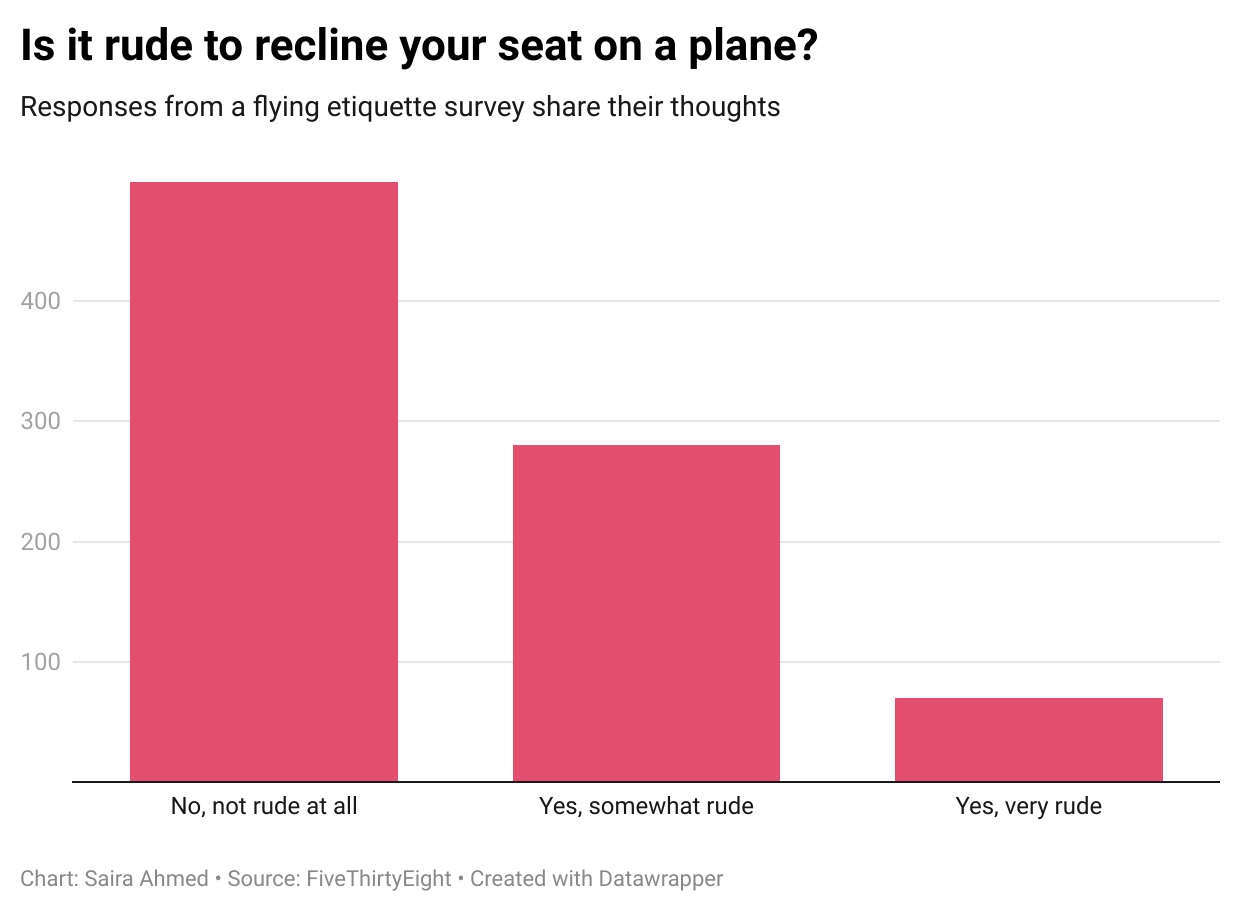 Is it rude to recline your seat on a plane?
Responses from a flying etiquette survey share their thoughts
400
300
200
100
No, not rude at all
Yes, somewhat rude
Yes, very rude
Chart: Saira Ahmed • Source: FiveThirtyEight • Created with Datawrapper